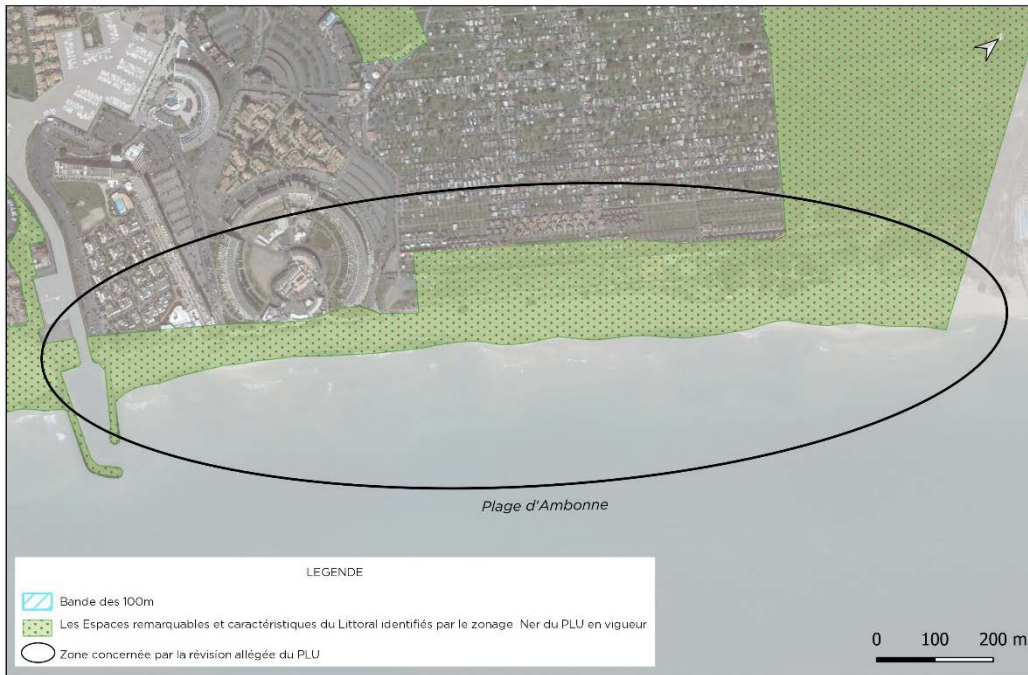 Plage d'Ambonne
LEGENDE
Bande des 100m
Les Espaces remarquables et caractéristiques du Littoral identifiés par le zonage Ner du PLU en vigueur
Zone concernée par la révision allégée du PLU
0 100 200 m